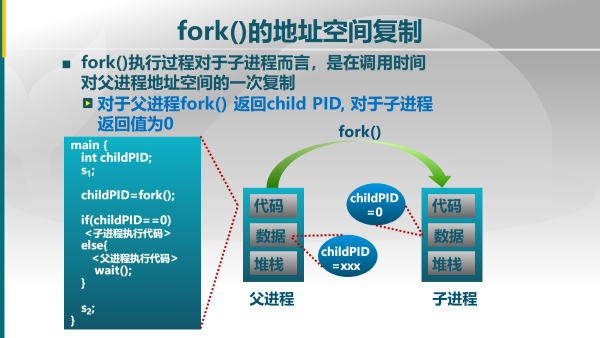 fork()的地址空间复制
fork()执行过程对于子进程而言，是在调用时间
对父进程地址空间的一次复制
对于父进程fork() 返回child PID, 对于子进程
返回值为0
main {
int childPID;
s₁;
childPID=fork();
if(childPID==0)
<子进程执行代码>
else{
<父进程执行代码>
wait();
}
s₂;
}
fork()
代码
数据
堆栈
父进程
childPID
=0
childPID
=xxx
代码
数据
堆栈
子进程